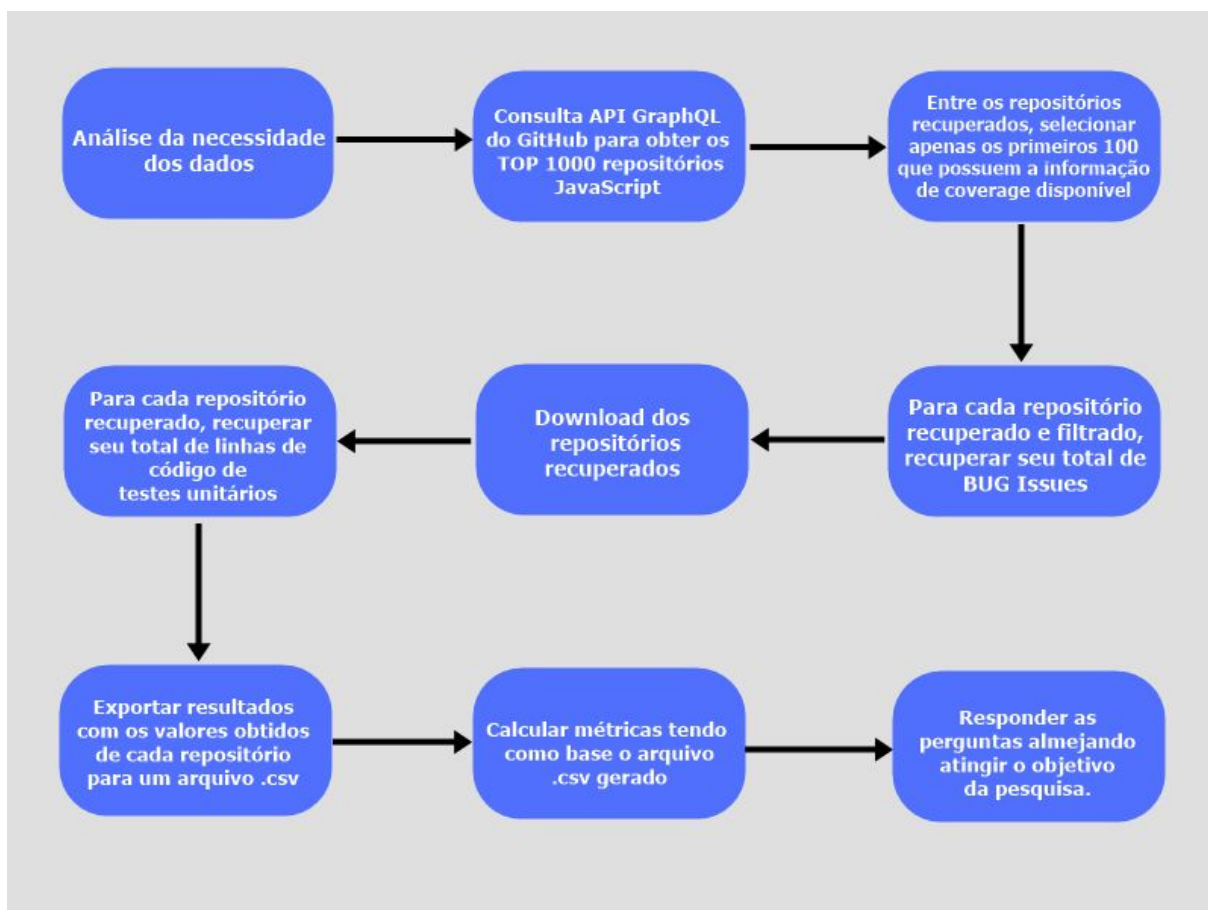 Análise da necessidade
dos dados
Consulta API GraphQL
do GitHub para obter os
TOP 1000 repositórios
JavaScript
Entre os repositórios
recuperados, selecionar
apenas os primeiros 100
que possuem a informação
de coverage disponível
Para cada repositório
recuperado e filtrado,
recuperar seu total de
BUG Issues
Download dos
repositórios
recuperados
Para cada repositório
recuperado, recuperar
seu total de linhas de
código de
testes unitários
Exportar resultados
com os valores obtidos
de cada repositório
para um arquivo .csv
Calcular métricas tendo
como base o arquivo
.csv gerado
Responder as
perguntas almejando
atingir o objetivo
da pesquisa.